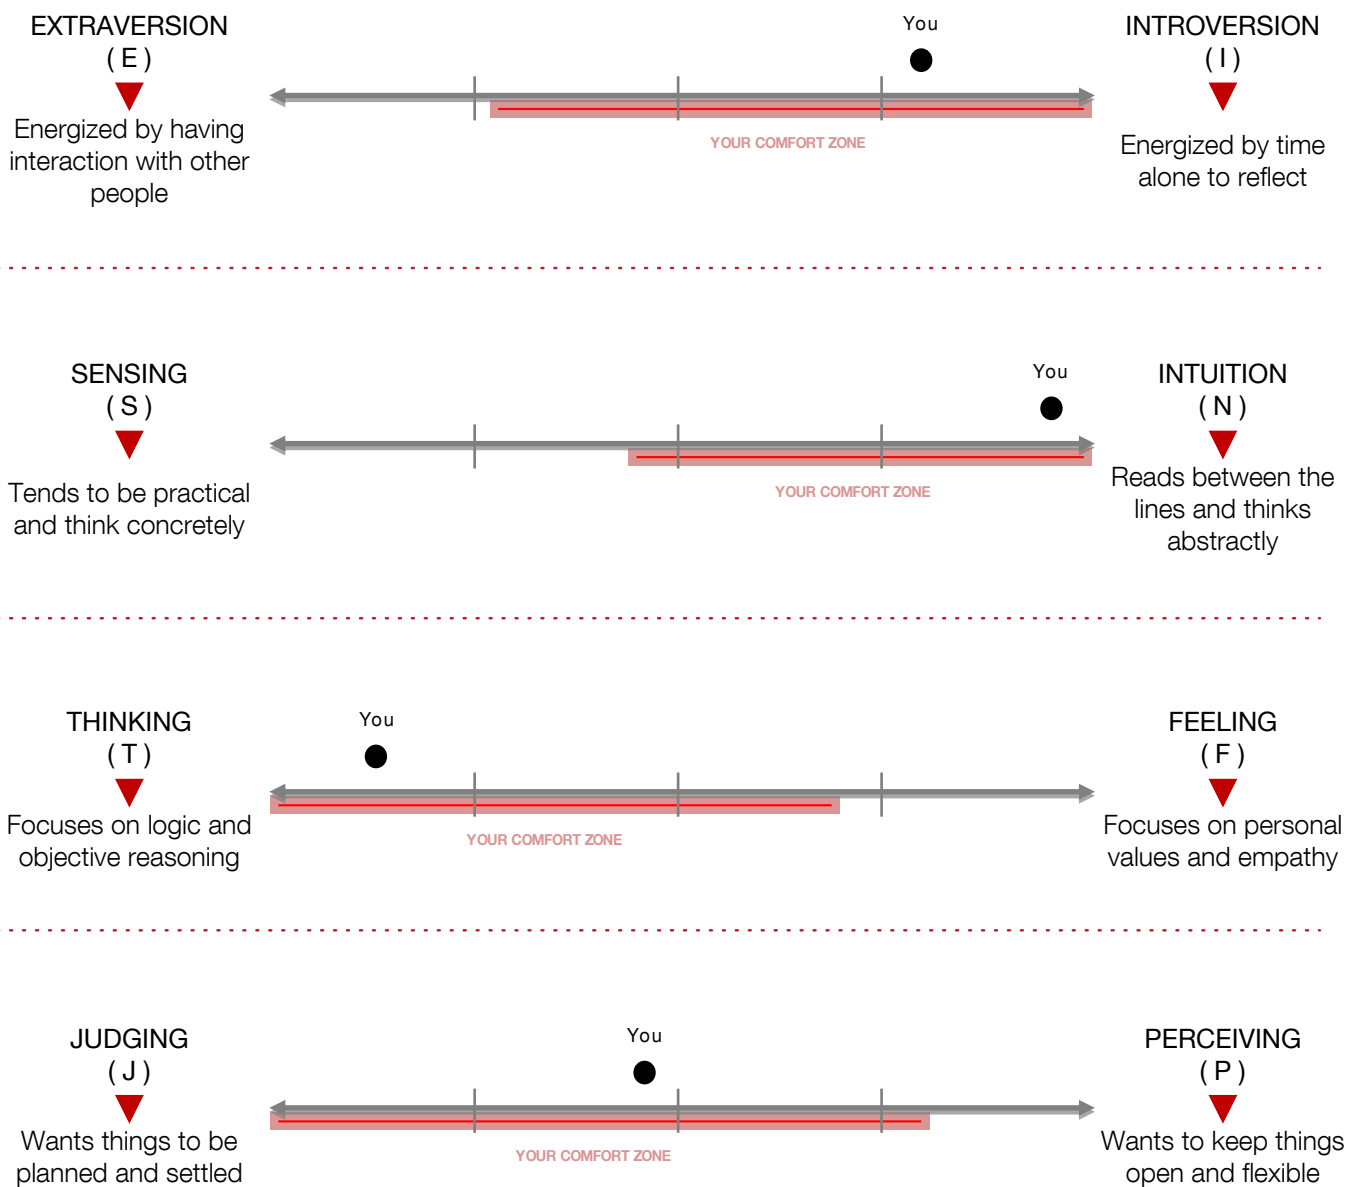 EXTRAVERSION
( E )
Energized by having
interaction with other
people
You
YOUR COMFORT ZONE
INTROVERSION
( I )
Energized by time
alone to reflect
SENSING
( S )
Tends to be practical
and think concretely
You
YOUR COMFORT ZONE
INTUITION
( N )
Reads between the
lines and thinks
abstractly
THINKING
( T )
Focuses on logic and
objective reasoning
You
YOUR COMFORT ZONE
FEELING
( F )
Focuses on personal
values and empathy
JUDGING
( J )
Wants things to be
planned and settled
You
YOUR COMFORT ZONE
PERCEIVING
( P )
Wants to keep things
open and flexible